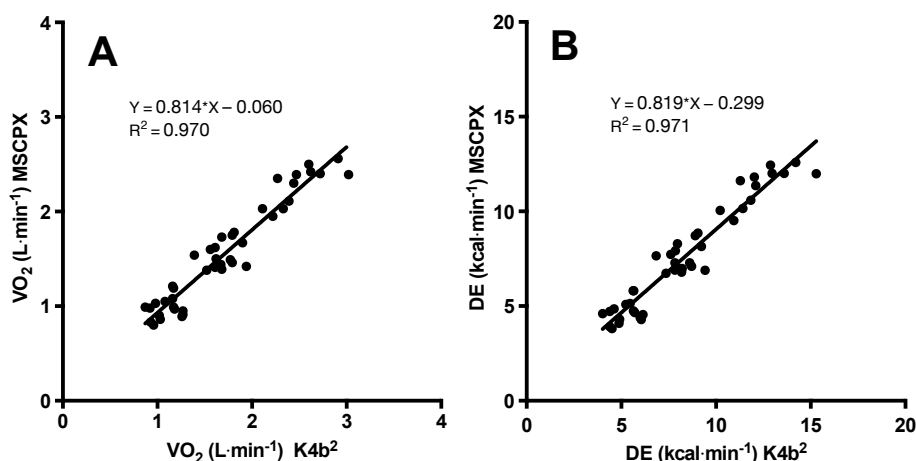 A
Y = 0.814*X – 0.060
R² = 0.970
VO₂ (L·min⁻¹) MSCPX
4
3
2
1
0
0 1 2 3 4
VO₂ (L·min⁻¹) K4b²
B
Y = 0.819*X – 0.299
R² = 0.971
DE (kcal·min⁻¹) MSCPX
20
15
10
5
0
0 5 10 15 20
DE (kcal·min⁻¹) K4b²